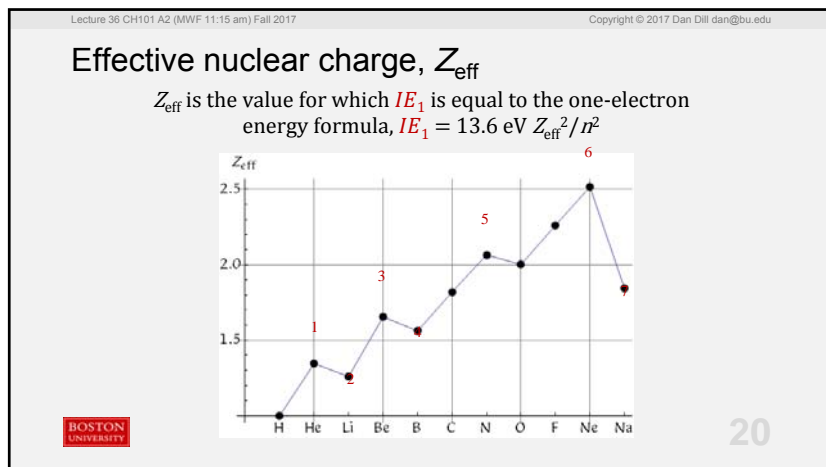 Lecture 36 CH101 A2 (MWF 11:15 am) Fall 2017
Copyright © 2017 Dan Dill dan@bu.edu
Effective nuclear charge, Zeff
Zeff is the value for which IE1 is equal to the one-electron
energy formula, IE1 = 13.6 eV Zeff²/n²
6
Zeff
2.5
5
2.0
3
7
1
1.5
4
2
H He Li Be B C N O F Ne Na
BOSTON
UNIVERSITY
20